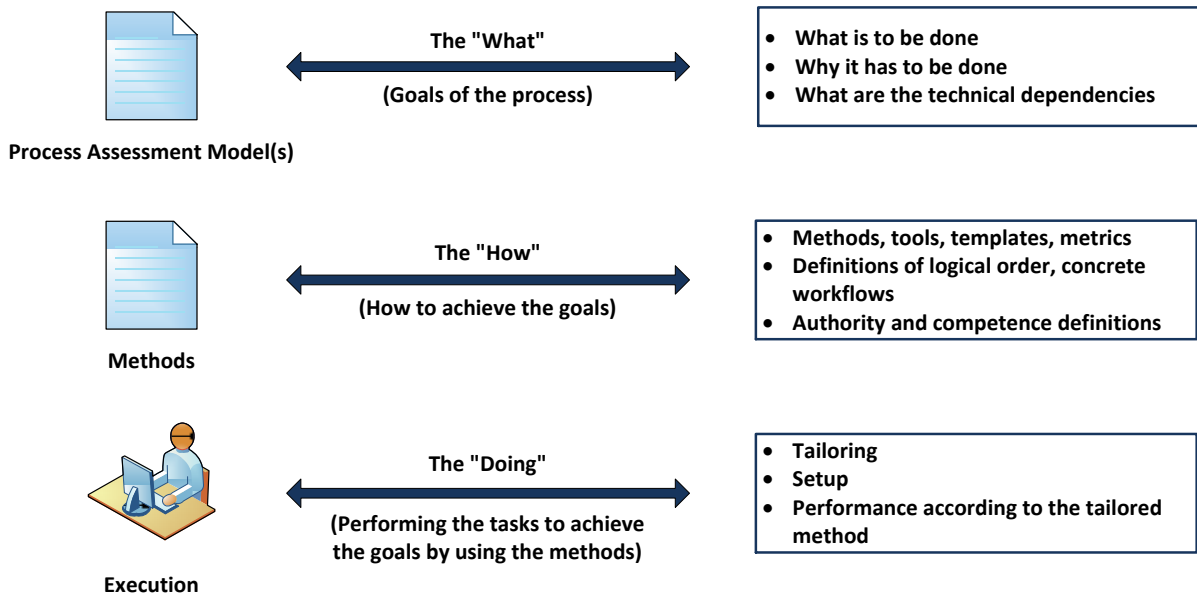 The "What"
(Goals of the process)
• What is to be done
• Why it has to be done
• What are the technical dependencies
Process Assessment Model(s)
The "How"
(How to achieve the goals)
• Methods, tools, templates, metrics
• Definitions of logical order, concrete
workflows
• Authority and competence definitions
Methods
The "Doing"
(Performing the tasks to achieve
the goals by using the methods)
• Tailoring
• Setup
• Performance according to the tailored
method
Execution